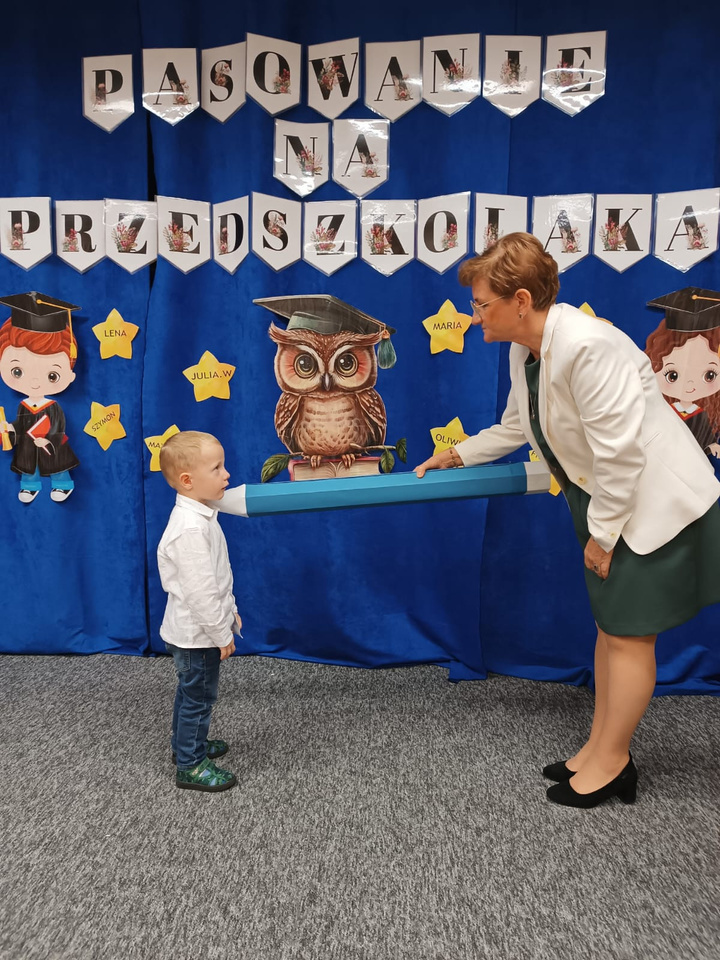 PASOWANIE
NA
PRZEDSZKOLAKA
LENA
MARIA
JULIA.W
SZYMON